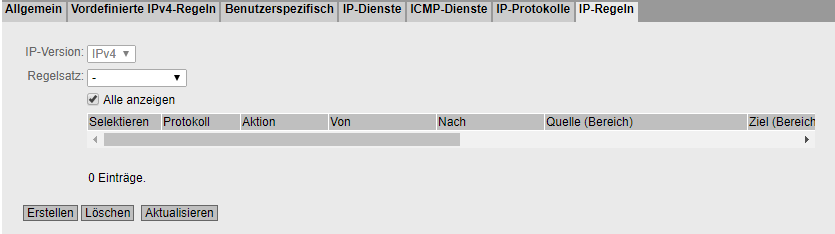 Allgemein Vordefinierte IPv4-Regeln Benutzerspezifisch IP-Dienste ICMP-Dienste IP-Protokolle IP-Regeln
IP-Version: IPv4
Regelsatz: -
Alle anzeigen
Selektieren Protokoll Aktion Von Nach Quelle (Bereich) Ziel (Bereich
0 Einträge.
Erstellen Löschen Aktualisieren